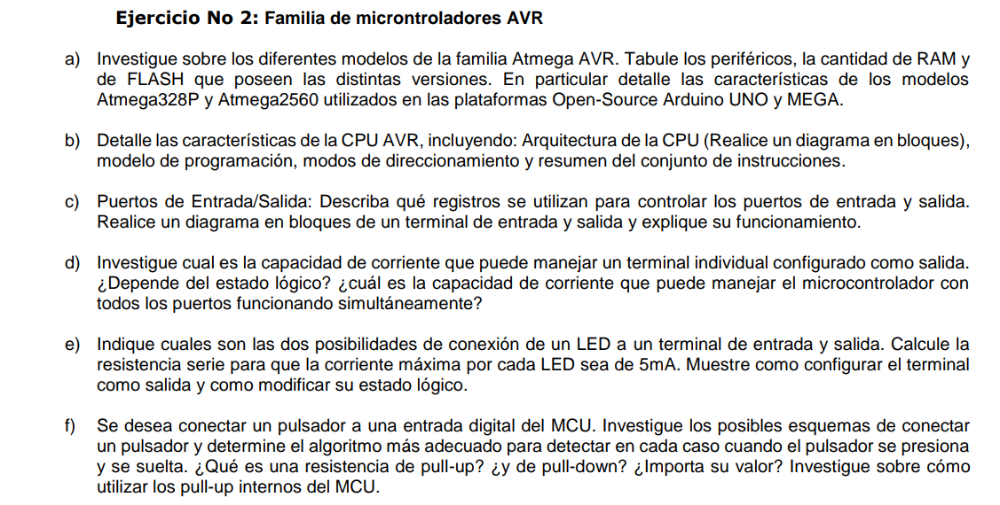 Ejercicio No 2: Familia de microntroladores AVR
a) Investigue sobre los diferentes modelos de la familia Atmega AVR. Tabule los periféricos, la cantidad de RAM y
de FLASH que poseen las distintas versiones. En particular detalle las características de los modelos
Atmega328P y Atmega2560 utilizados en las plataformas Open-Source Arduino UNO y MEGA.
b) Detalle las características de la CPU AVR, incluyendo: Arquitectura de la CPU (Realice un diagrama en bloques),
modelo de programación, modos de direccionamiento y resumen del conjunto de instrucciones.
c) Puertos de Entrada/Salida: Describa qué registros se utilizan para controlar los puertos de entrada y salida.
Realice un diagrama en bloques de un terminal de entrada y salida y explique su funcionamiento.
d) Investigue cual es la capacidad de corriente que puede manejar un terminal individual configurado como salida.
¿Depende del estado lógico? ¿cuál es la capacidad de corriente que puede manejar el microcontrolador con
todos los puertos funcionando simultáneamente?
e) Indique cuales son las dos posibilidades de conexión de un LED a un terminal de entrada y salida. Calcule la
resistencia serie para que la corriente máxima por cada LED sea de 5mA. Muestre como configurar el terminal
como salida y como modificar su estado lógico.
f) Se desea conectar un pulsador a una entrada digital del MCU. Investigue los posibles esquemas de conectar
un pulsador y determine el algoritmo más adecuado para detectar en cada caso cuando el pulsador se presiona
y se suelta. ¿Qué es una resistencia de pull-up? ¿y de pull-down? ¿Importa su valor? Investigue sobre cómo
utilizar los pull-up internos del MCU.